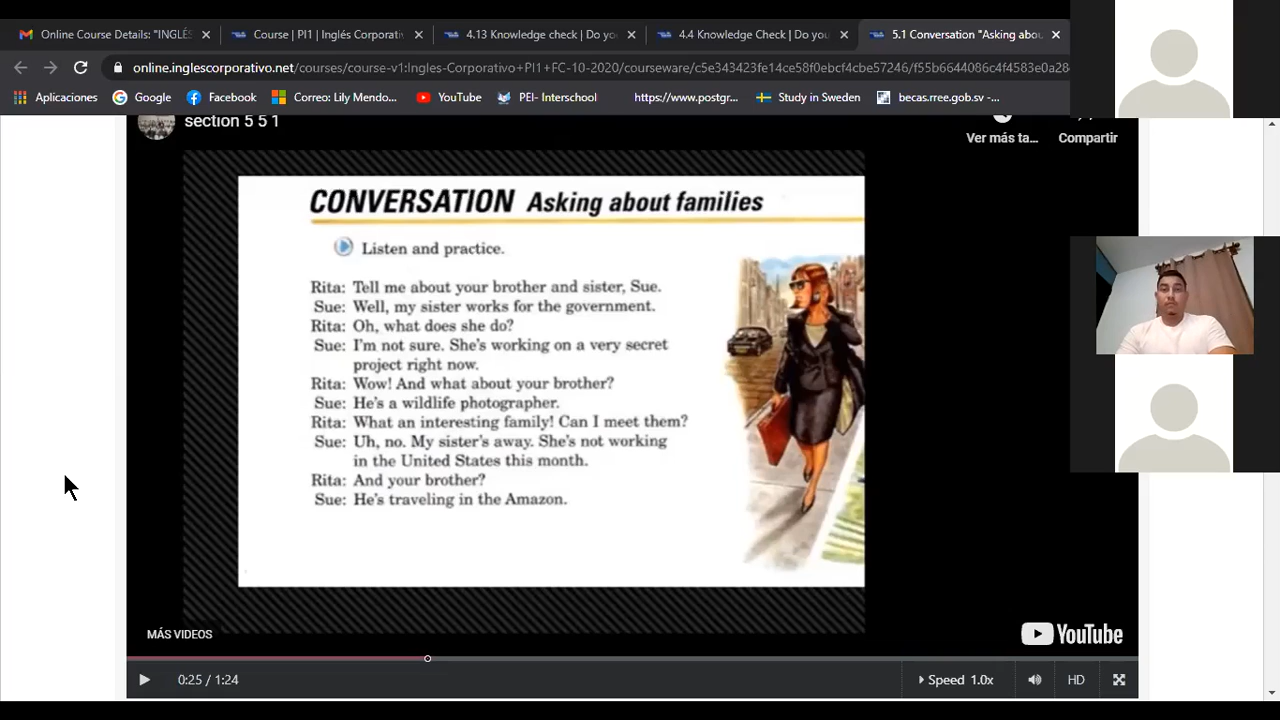 Online Course Details: "INGLÉS
Course | PI1 | Inglés Corporativ
4.13 Knowledge check | Do yo
4.4 Knowledge Check | Do you
5.1 Conversation "Asking abou
online.inglescorporativo.net/courses/course-v1:Ingles-Corporativo+PI1+FC-10-2020/courseware/c5e343423fe14ce58f0ebcf4cbe57246/f55b6644086c4f4583e0a28
Aplicaciones
Google
Facebook
Correo: Lily Mendo...
YouTube
PEI- Interschool
https://www.postgr...
Study in Sweden
becas.rree.gob.sv -...
section 5 5 1
Ver más ta...
Compartir
CONVERSATION Asking about families
Listen and practice.
Rita: Tell me about your brother and sister, Sue.
Sue: Well, my sister works for the government.
Rita: Oh, what does she do?
Sue: I'm not sure. She's working on a very secret
project right now.
Rita: Wow! And what about your brother?
Sue: He's a wildlife photographer.
Rita: What an interesting family! Can I meet them?
Sue: Uh, no. My sister's away. She's not working
in the United States this month.
Rita: And your brother?
Sue: He's traveling in the Amazon.
MÁS VIDEOS
YouTube
0:25 / 1:24
Speed 1.0x
HD